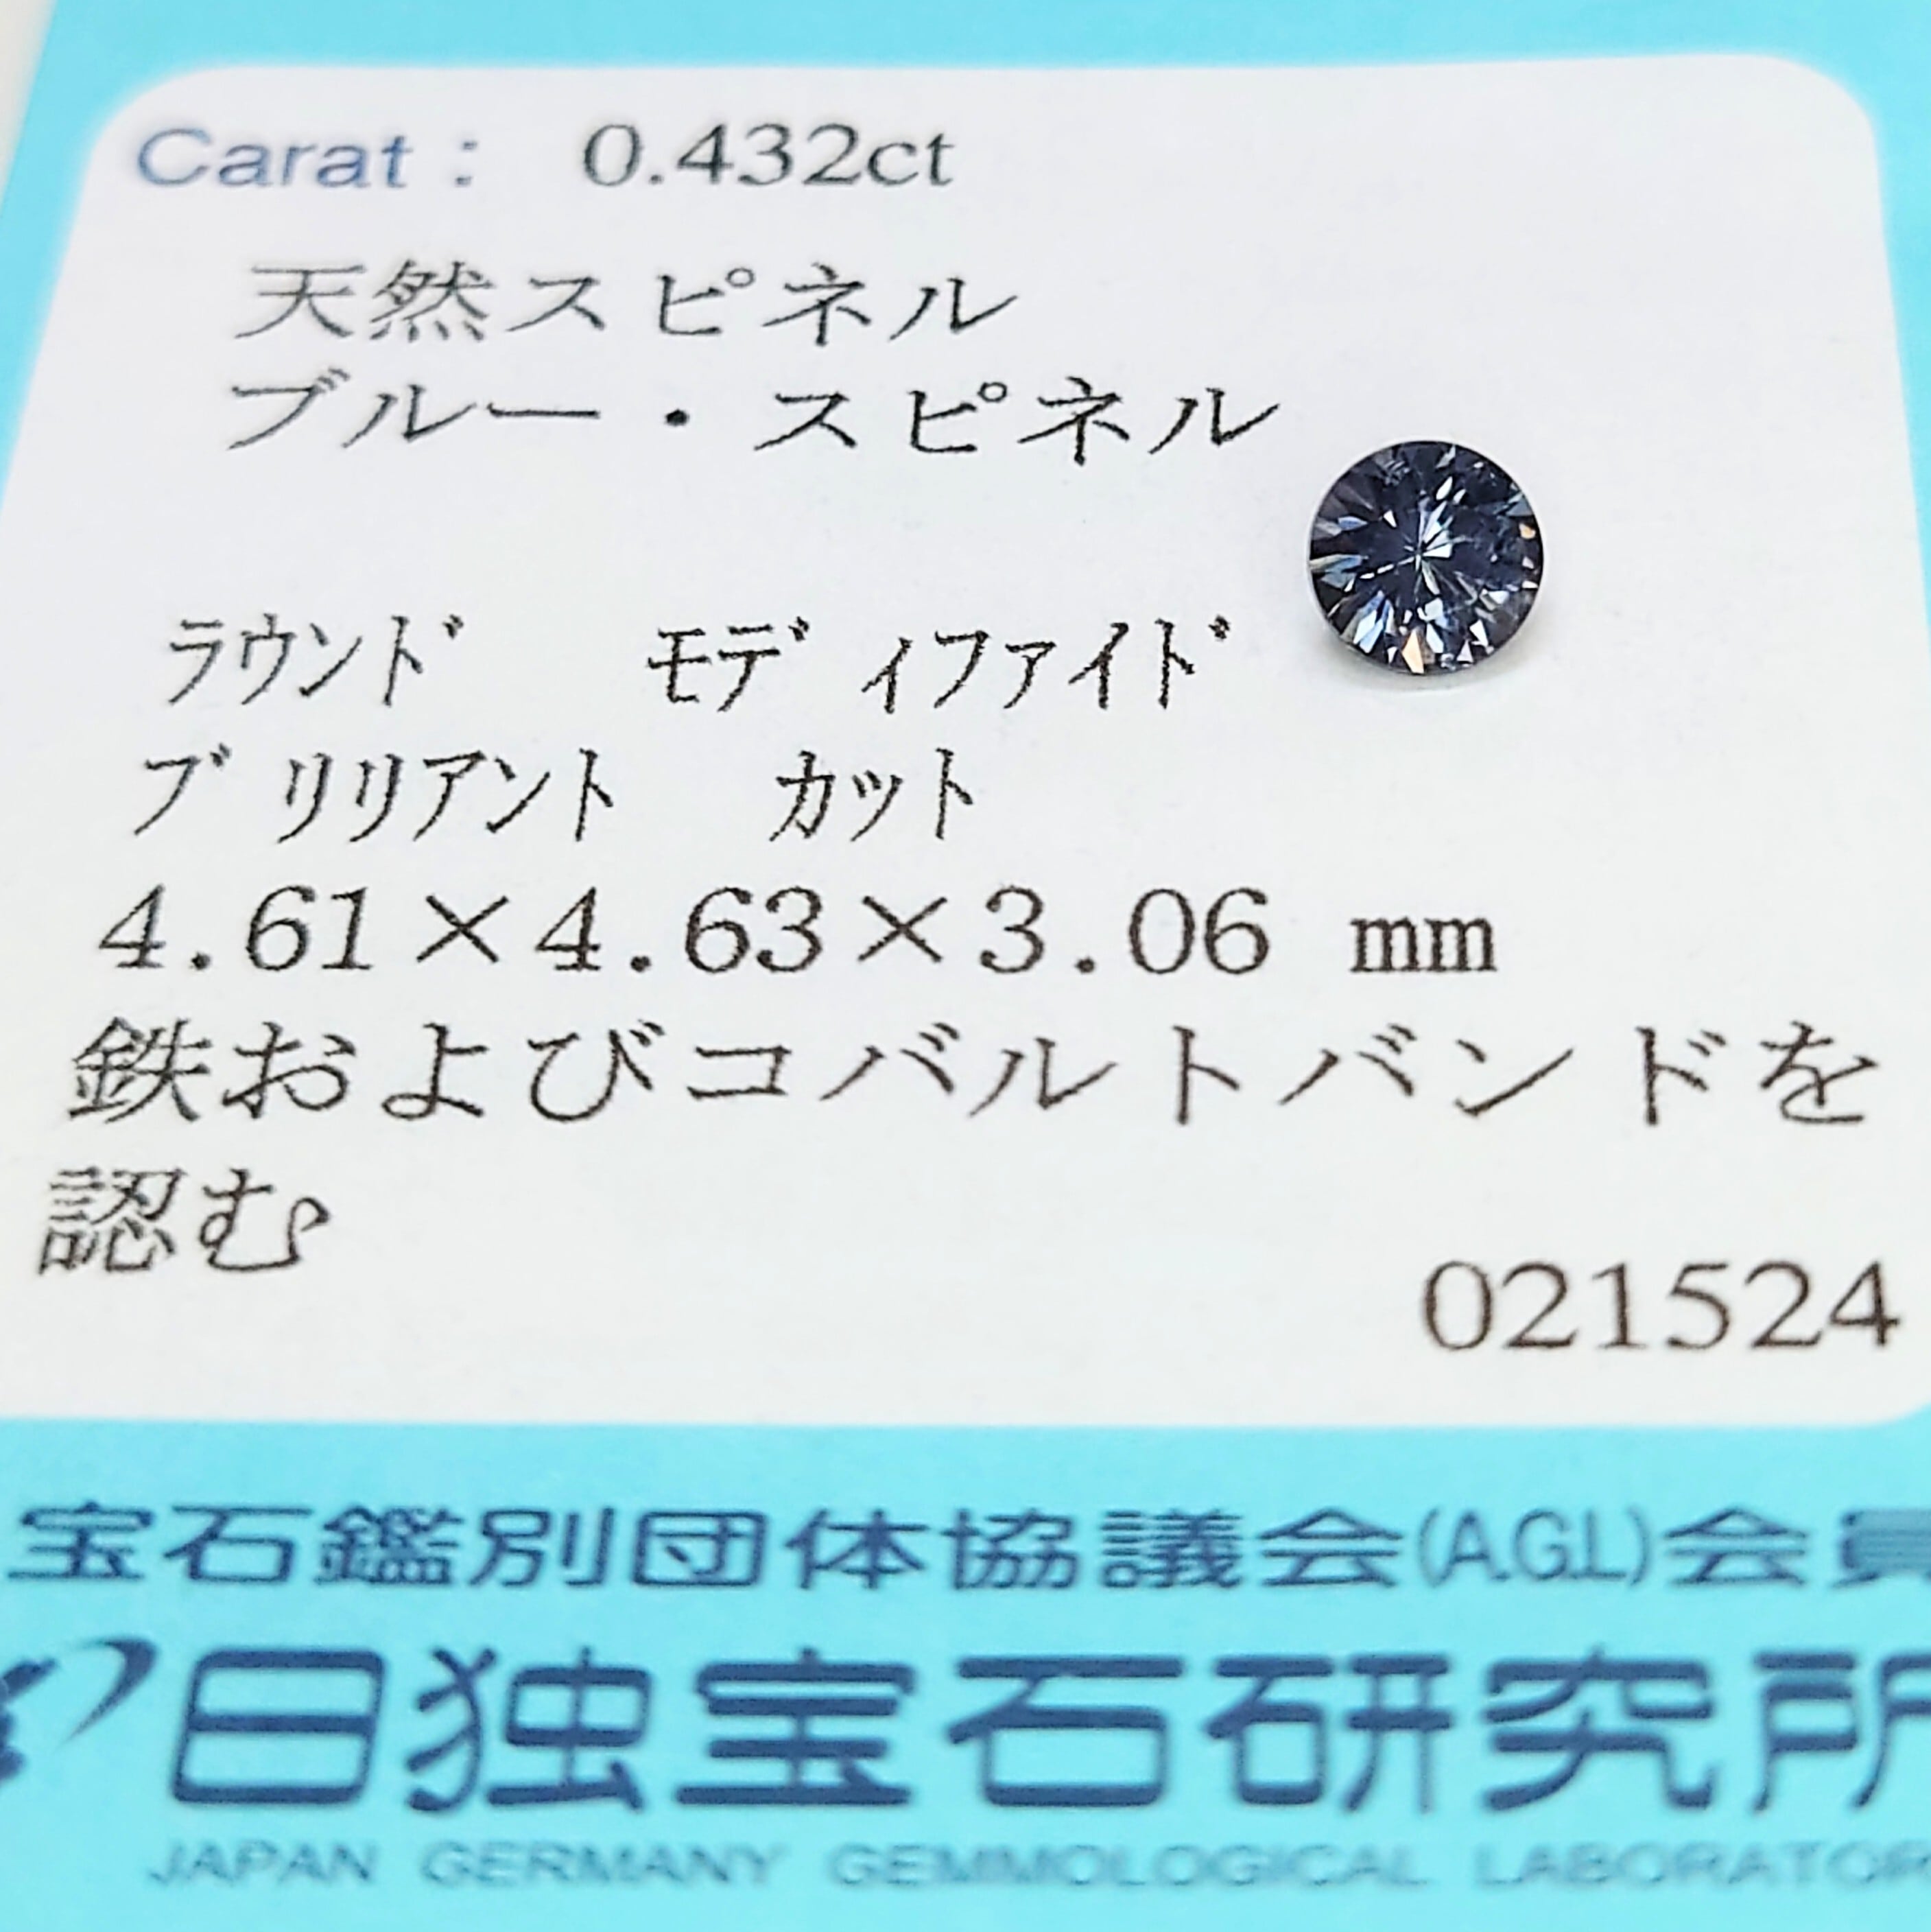 Carat : 0.432ct
天然スピネル
ブルー・スピネル
ﾗｳﾝﾄﾞ ﾓﾃﾞｨﾌｧｲﾄﾞ
ﾌﾞﾘﾘｱﾝﾄ ｶｯﾄ
4.61×4.63×3.06 mm
鉄およびコバルトバンドを
認む
021524
宝石鑑別団体協議会(A.G.L)会員
日独宝石研究所
JAPAN GERMANY GEMMOLOGICAL LABORATOR